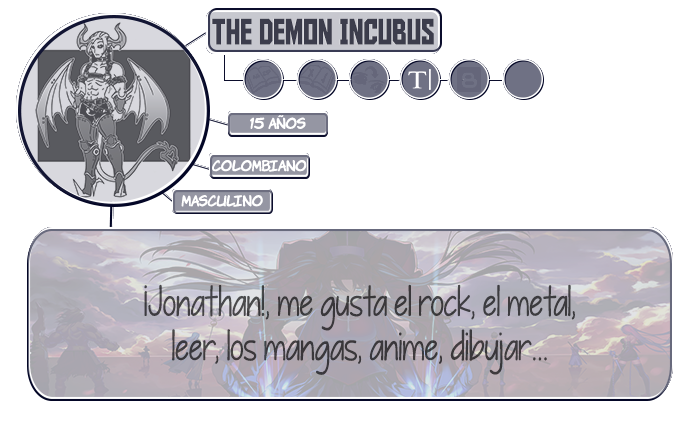 THE DEMON INCUBUS
T|
B
15 AÑOS
COLOMBIANO
MASCULINO
¡Jonathan!, me gusta el rock, el metal,
leer, los mangas, anime, dibujar...